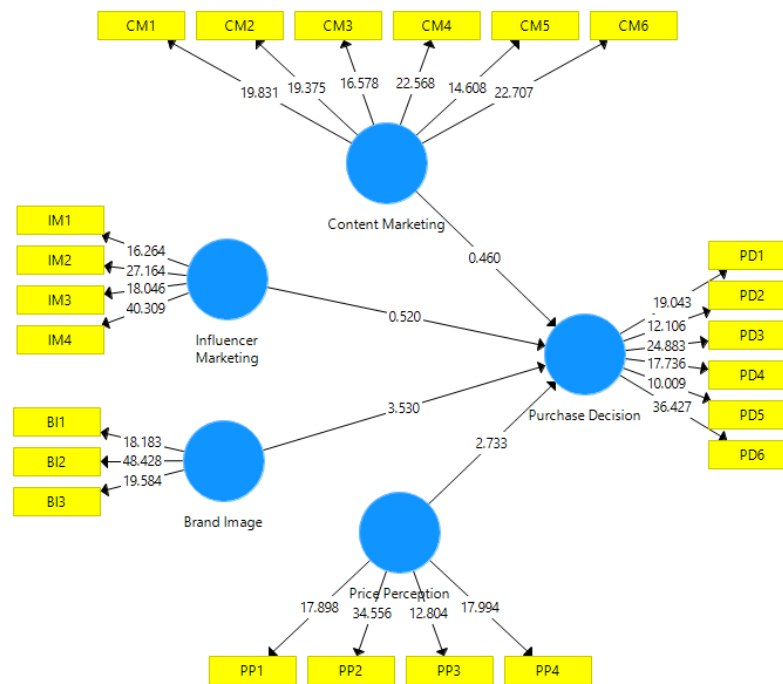 CM1 CM2 CM3 CM4 CM5 CM6
19.831 19.375 16.578 22.568 14.608 22.707
Content Marketing
IM1
IM2
IM3
IM4
16.264
27.164
18.046
40.309
Influencer
Marketing
0.460
0.520
3.530
2.733
BI1
BI2
BI3
18.183
48.428
19.584
Brand Image
PD1
PD2
PD3
PD4
PD5
PD6
19.043
12.106
24.883
17.736
10.009
36.427
Purchase Decision
Price Perception
17.898 34.556 12.804 17.994
PP1 PP2 PP3 PP4